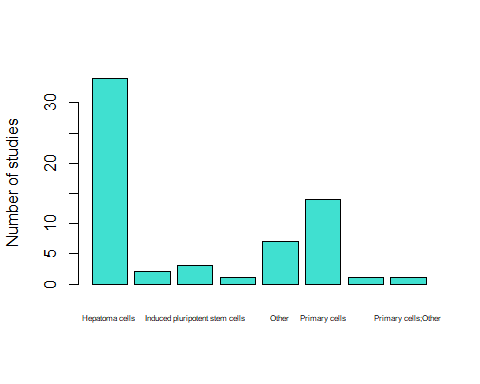 Number of studies
30
20
10
5
0
Hepatoma cells Induced pluripotent stem cells Other Primary cells Primary cells;Other